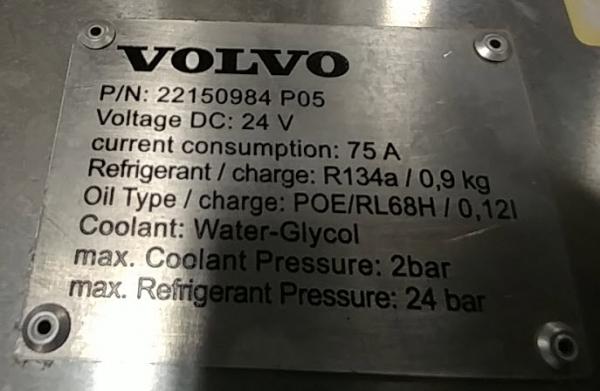 VOLVO
P/N: 22150984 P05
Voltage DC: 24 V
current consumption: 75 A
Refrigerant / charge: R134a / 0,9 kg
Oil Type / charge: POE/RL68H / 0,12l
Coolant: Water-Glycol
max. Coolant Pressure: 2bar
max. Refrigerant Pressure: 24 bar